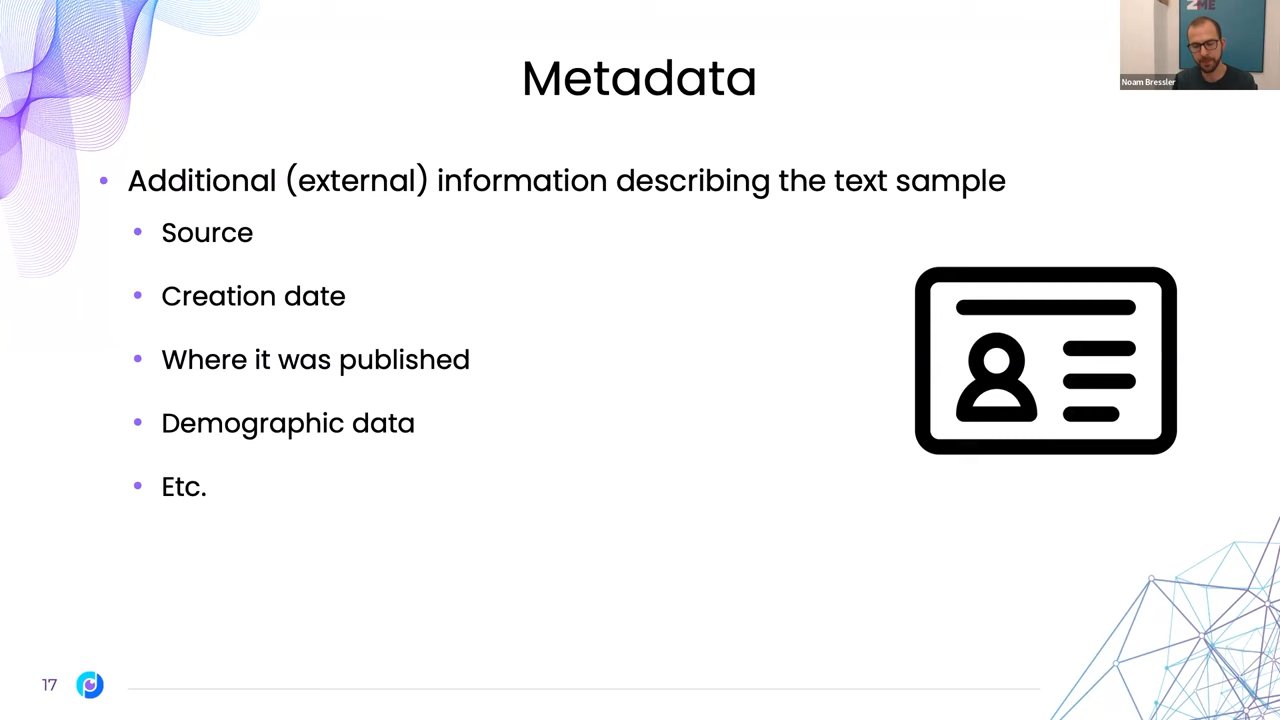 Metadata
Noam Bressler
Additional (external) information describing the text sample
Source
Creation date
Where it was published
Demographic data
Etc.
17